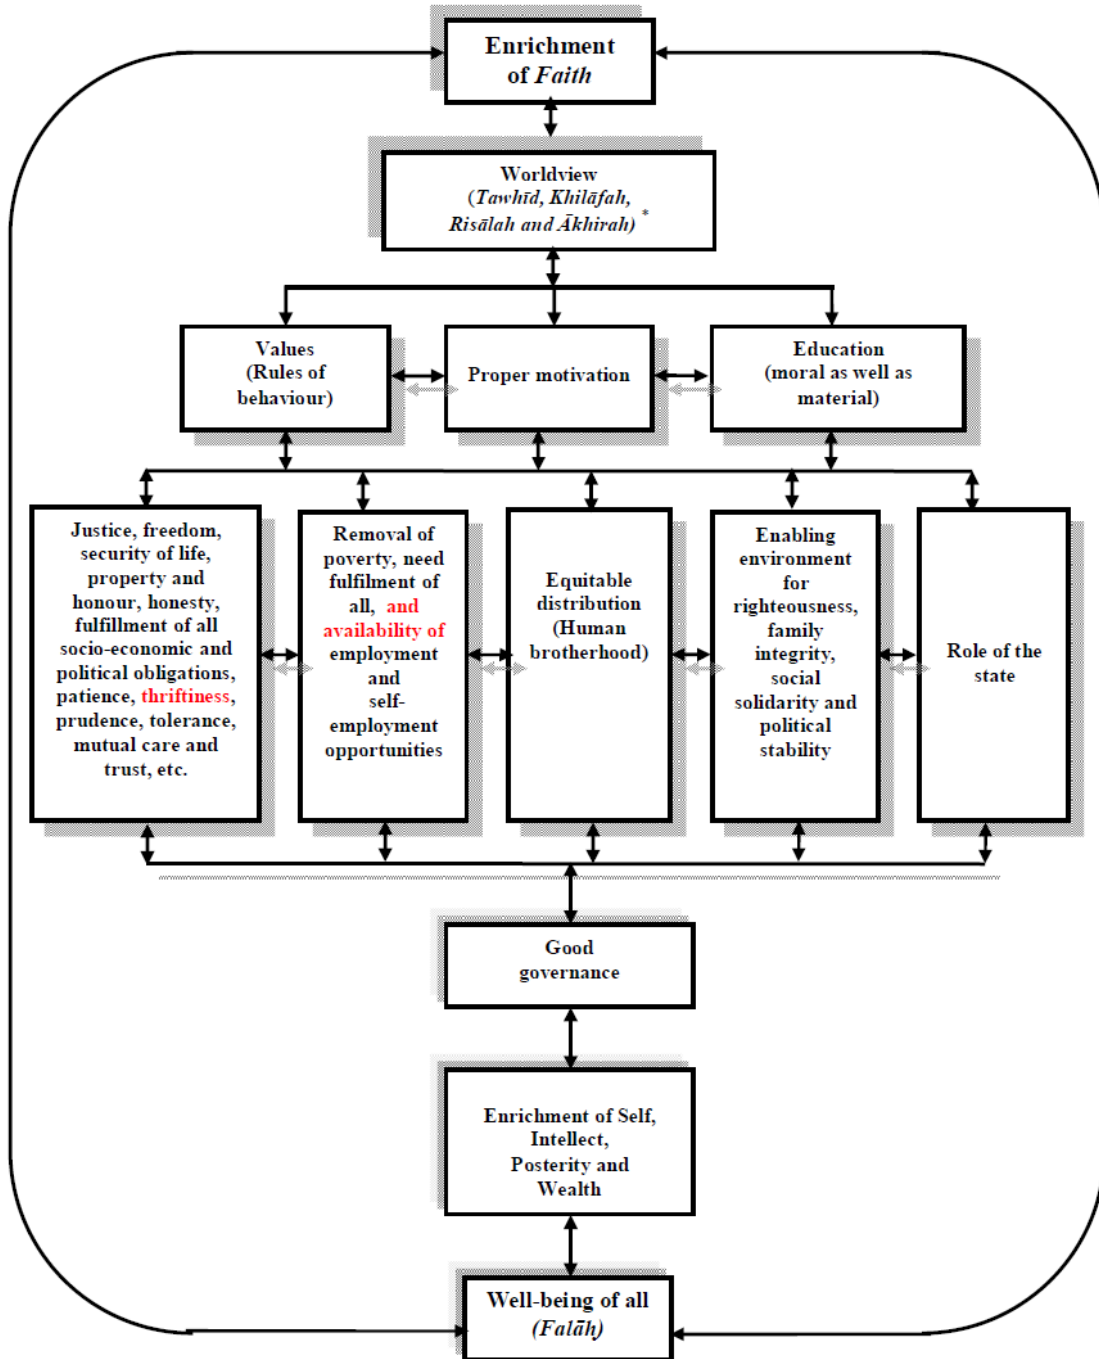 Enrichment
of Faith
Worldview
(Tawhīd, Khilāfah,
Risālah and Ākhirah) *
Values
(Rules of
behaviour)
Proper motivation
Education
(moral as well as
material)
Justice, freedom,
security of life,
property and
honour, honesty,
fulfillment of all
socio-economic and
political obligations,
patience, thriftiness,
prudence, tolerance,
mutual care and
trust, etc.
Removal of
poverty, need
fulfilment of
all, and
availability of
employment
and
self-
employment
opportunities
Equitable
distribution
(Human
brotherhood)
Enabling
environment
for
righteousness,
family
integrity,
social
solidarity and
political
stability
Role of the
state
Good
governance
Enrichment of Self,
Intellect,
Posterity and
Wealth
Well-being of all
(Falāḥ)